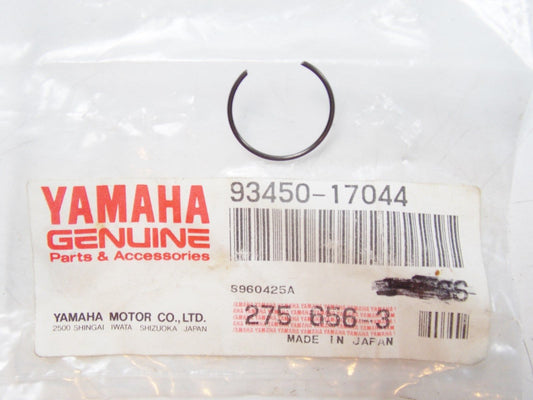 YAMAHA
GENUINE
Parts & Accessories
93450-17044
S960425A
YAMAHA MOTOR CO.,LTD.
2500 SHINGAI IWATA SHIZUOKA JAPAN
275 656-3
MADE IN JAPAN